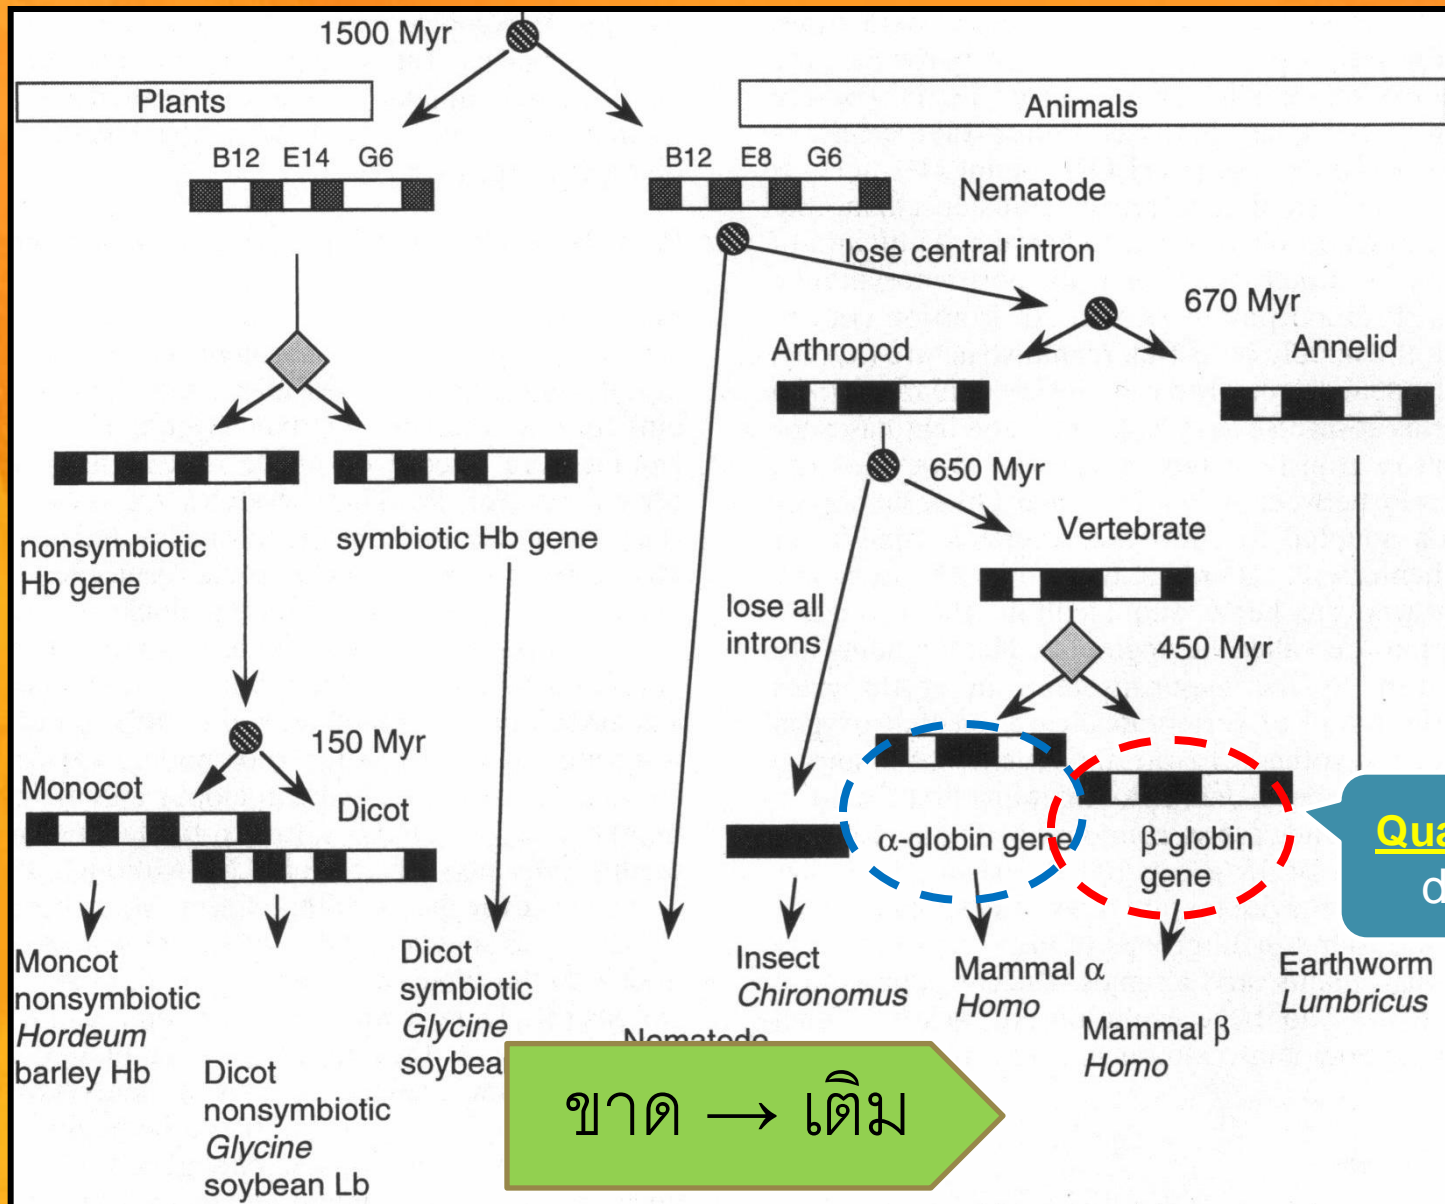 1500 Myr
Plants
Animals
B12 E14 G6
B12 E8 G6
Nematode
lose central intron
670 Myr
Arthropod
Annelid
650 Myr
nonsymbiotic
Hb gene
symbiotic Hb gene
Vertebrate
lose all
introns
450 Myr
150 Myr
Monocot
Dicot
α-globin gene
β-globin
gene
Moncot
nonsymbiotic
Hordeum
barley Hb
Dicot
nonsymbiotic
Glycine
soybean Lb
Dicot
symbiotic
Glycine
Nematode
Insect
Chironomus
Mammal α
Homo
Mammal β
Homo
Earthworm
Lumbricus
ขาด → เติม